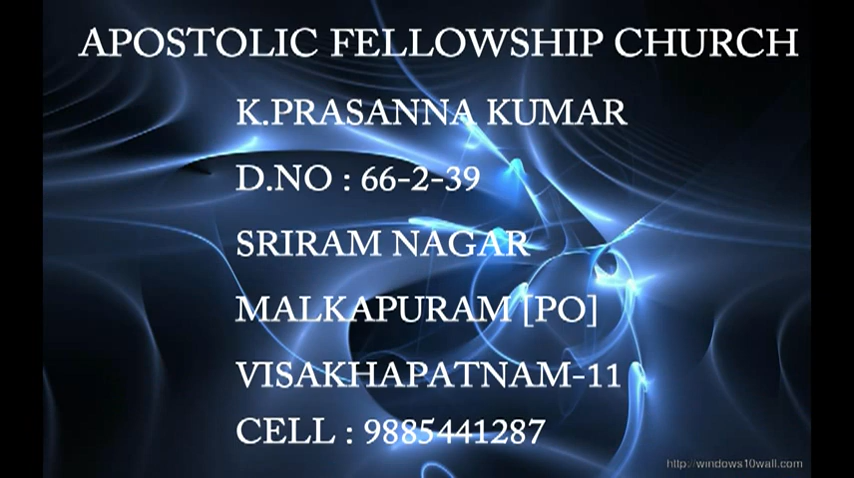 APOSTOLIC FELLOWSHIP CHURCH
K.PRASANNA KUMAR
D.NO : 66-2-39
SRIRAM NAGAR
MALKAPURAM [PO]
VISAKHAPATNAM-11
CELL : 9885441287
http://windows10wall.com